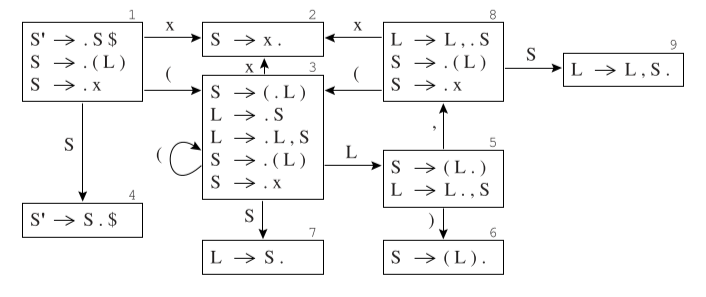 1
S' → . S $
S → . ( L )
S → . x
x
(
S
4
S' → S . $
2
S → x .
x
3
S → ( . L )
L → . S
L → . L , S
S → . ( L )
S → . x
(
L
S
7
L → S .
x
(
8
L → L , . S
S → . ( L )
S → . x
S
9
L → L , S .
,
5
S → ( L . )
L → L . , S
)
6
S → ( L ) .